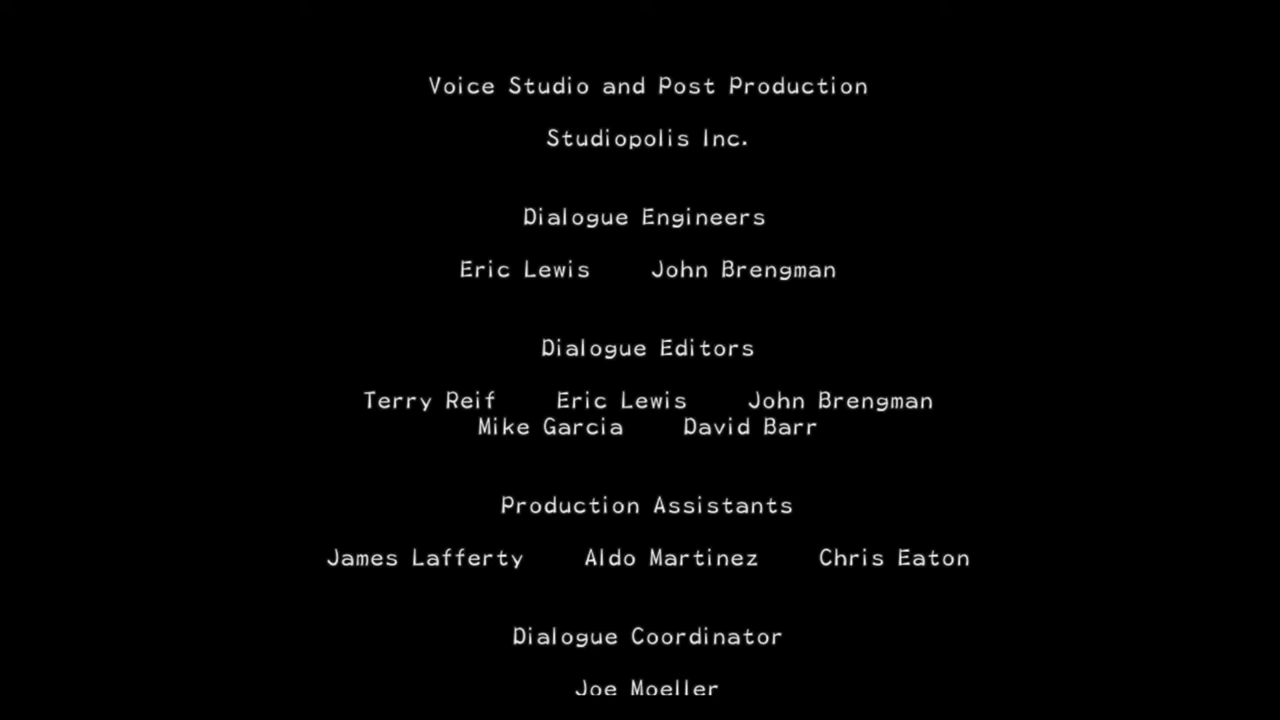 Voice Studio and Post Production
Studiopolis Inc.
Dialogue Engineers
Eric Lewis John Brengman
Dialogue Editors
Terry Reif Eric Lewis John Brengman
Mike Garcia David Barr
Production Assistants
James Lafferty Aldo Martinez Chris Eaton
Dialogue Coordinator
Joe Moeller